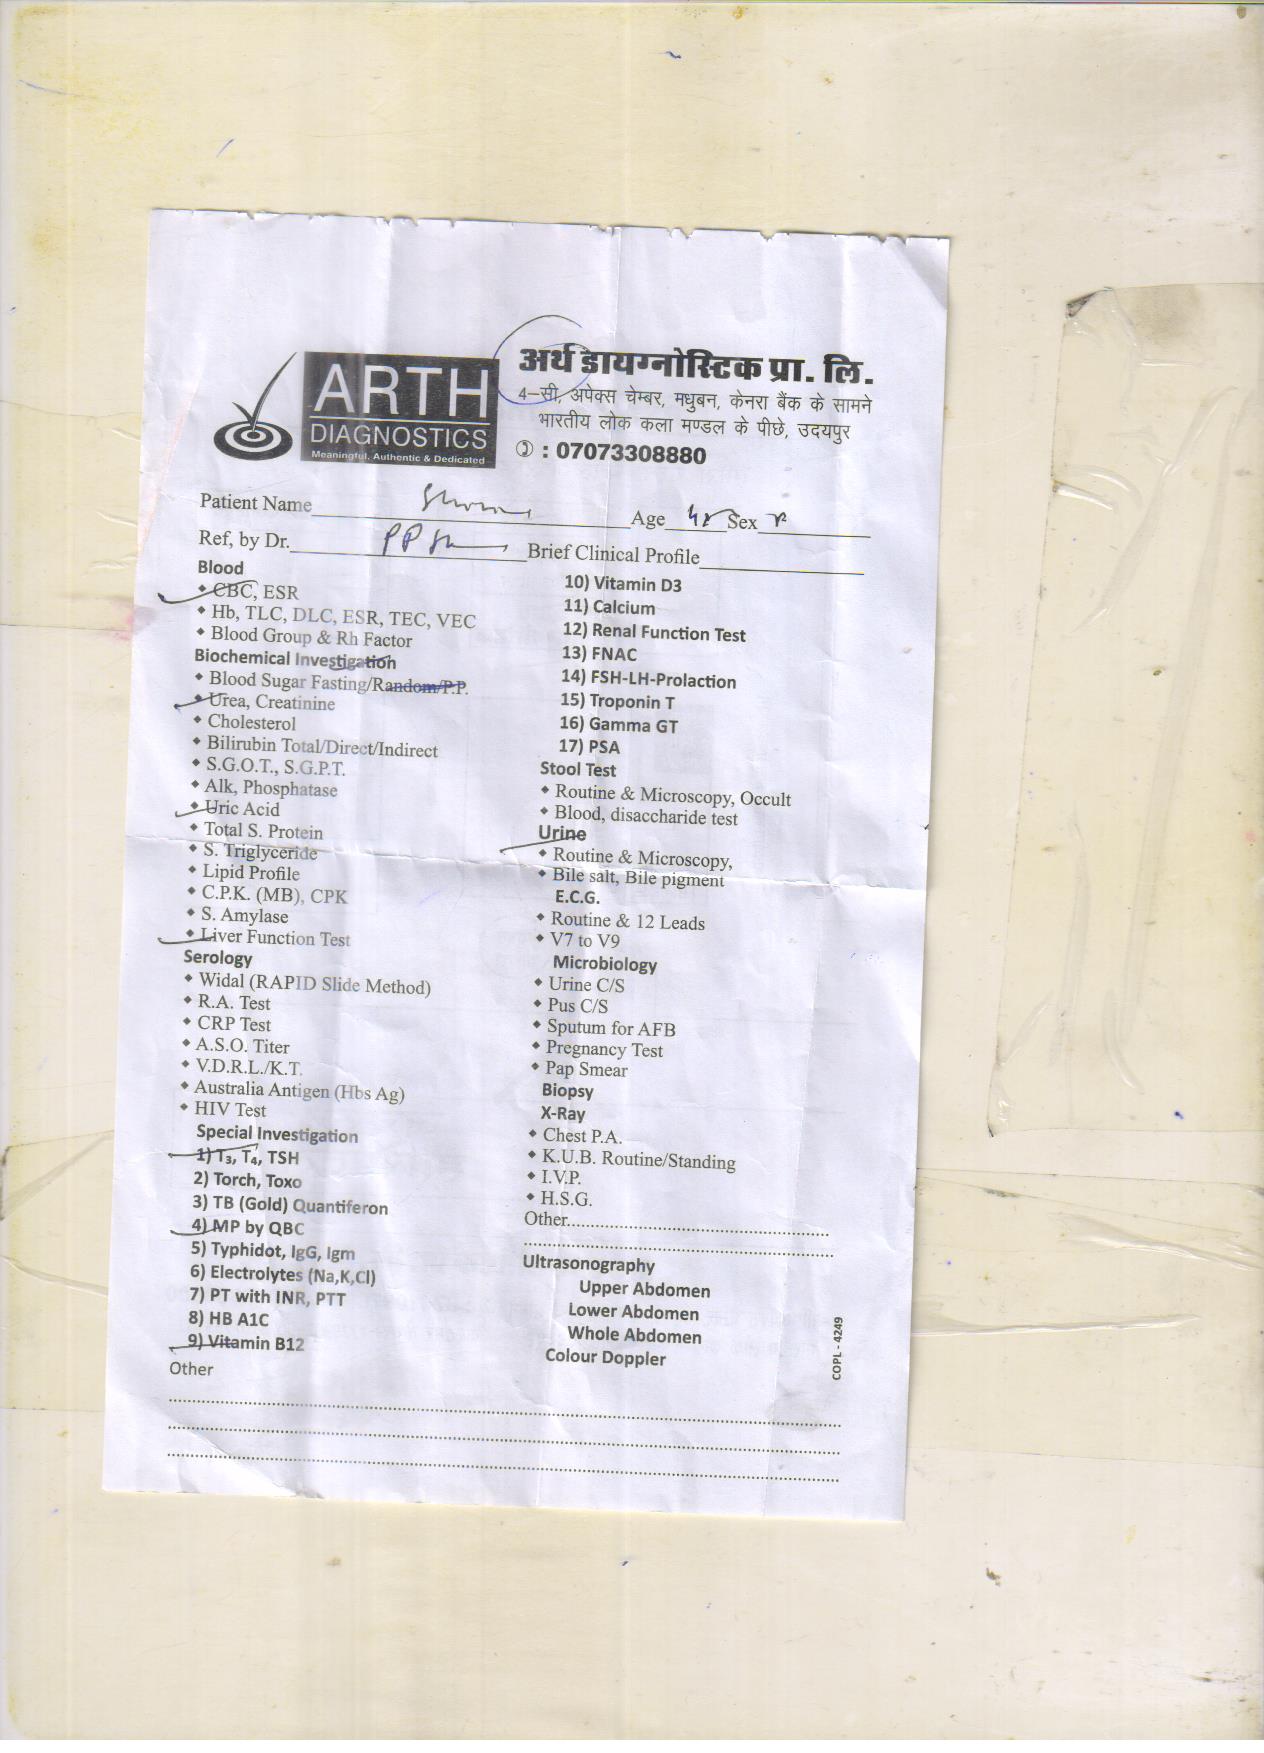 ARTH
DIAGNOSTICS
Meaningful, Authentic & Dedicated
अर्थ डायग्नोस्टिक प्रा. लि.
4-सी, अपेक्स चेम्बर, मधुबन, केनरा बैंक के सामने
भारतीय लोक कला मण्डल के पीछे, उदयपुर
: 07073308880
Patient Name Age Sex
Ref, by Dr. Brief Clinical Profile
Blood
CBC, ESR
Hb, TLC, DLC, ESR, TEC, VEC
Blood Group & Rh Factor
Biochemical Investigation
Blood Sugar Fasting/Random/P.P.
Urea, Creatinine
Cholesterol
Bilirubin Total/Direct/Indirect
S.G.O.T., S.G.P.T.
Alk, Phosphatase
Uric Acid
Total S. Protein
S. Triglyceride
Lipid Profile
C.P.K. (MB), CPK
S. Amylase
Liver Function Test
Serology
Widal (RAPID Slide Method)
R.A. Test
CRP Test
A.S.O. Titer
V.D.R.L./K.T.
Australia Antigen (Hbs Ag)
HIV Test
Special Investigation
1) T₃, T₄, TSH
2) Torch, Toxo
3) TB (Gold) Quantiferon
4) MP by QBC
5) Typhidot, IgG, Igm
6) Electrolytes (Na,K,Cl)
7) PT with INR, PTT
8) HB A1C
9) Vitamin B12
Other
10) Vitamin D3
11) Calcium
12) Renal Function Test
13) FNAC
14) FSH-LH-Prolaction
15) Troponin T
16) Gamma GT
17) PSA
Stool Test
Routine & Microscopy, Occult
Blood, disaccharide test
Urine
Routine & Microscopy,
Bile salt, Bile pigment
E.C.G.
Routine & 12 Leads
V7 to V9
Microbiology
Urine C/S
Pus C/S
Sputum for AFB
Pregnancy Test
Pap Smear
Biopsy
X-Ray
Chest P.A.
K.U.B. Routine/Standing
I.V.P.
H.S.G.
Other
Ultrasonography
Upper Abdomen
Lower Abdomen
Whole Abdomen
Colour Doppler
COPL - 4249